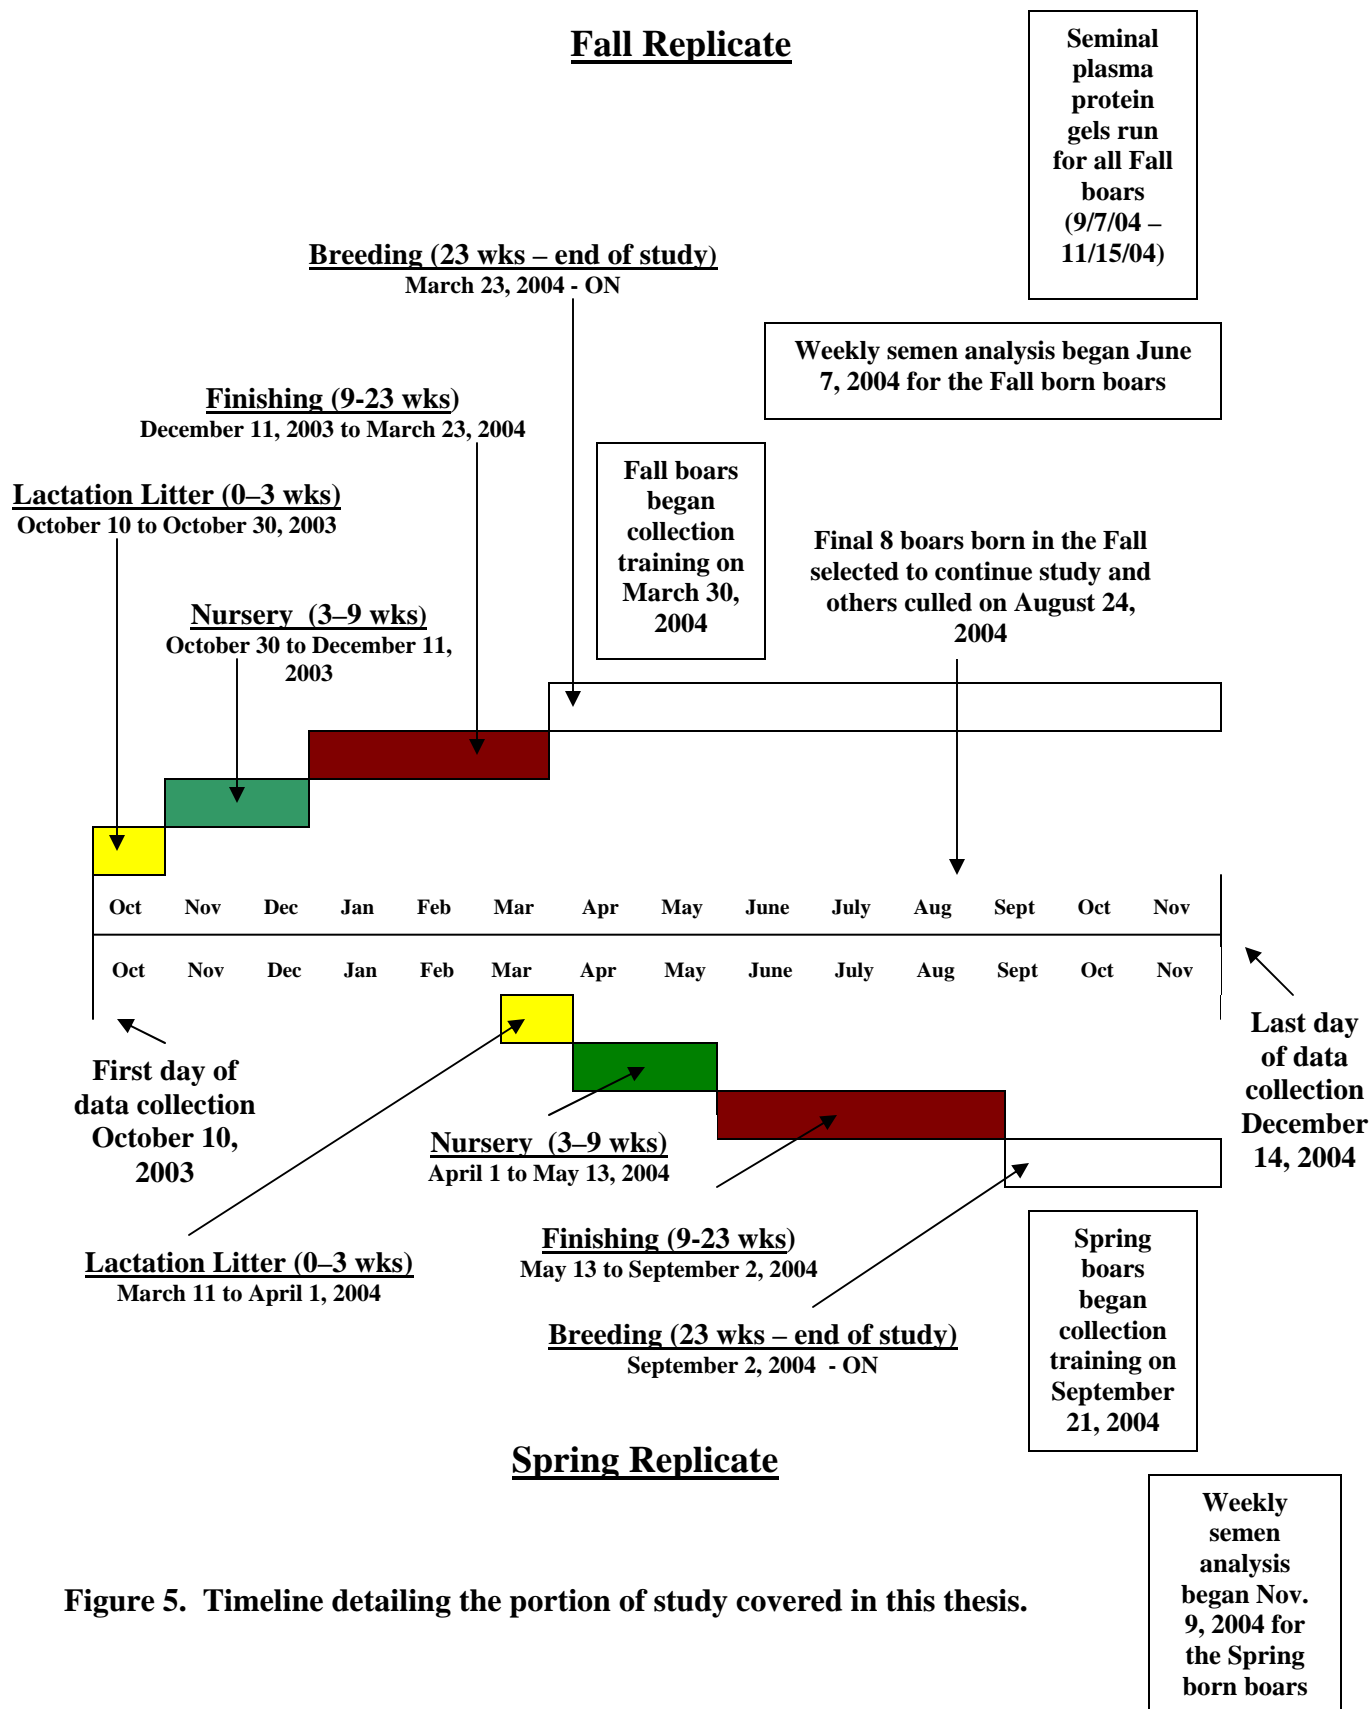 Fall Replicate
Seminal
plasma
protein
gels run
for all Fall
boars
(9/7/04 –
11/15/04)
Breeding (23 wks – end of study)
March 23, 2004 - ON
Weekly semen analysis began June
7, 2004 for the Fall born boars
Finishing (9-23 wks)
December 11, 2003 to March 23, 2004
Fall boars
began
collection
training on
March 30,
2004
Lactation Litter (0–3 wks)
October 10 to October 30, 2003
Final 8 boars born in the Fall
selected to continue study and
others culled on August 24,
2004
Nursery (3–9 wks)
October 30 to December 11,
2003
Oct Nov Dec Jan Feb Mar Apr May June July Aug Sept Oct Nov
Oct Nov Dec Jan Feb Mar Apr May June July Aug Sept Oct Nov
First day of
data collection
October 10,
2003
Last day
of data
collection
December
14, 2004
Nursery (3–9 wks)
April 1 to May 13, 2004
Lactation Litter (0–3 wks)
March 11 to April 1, 2004
Finishing (9-23 wks)
May 13 to September 2, 2004
Breeding (23 wks – end of study)
September 2, 2004 - ON
Spring
boars
began
collection
training on
September
21, 2004
Spring Replicate
Weekly
semen
analysis
began Nov.
9, 2004 for
the Spring
born boars
Figure 5. Timeline detailing the portion of study covered in this thesis.